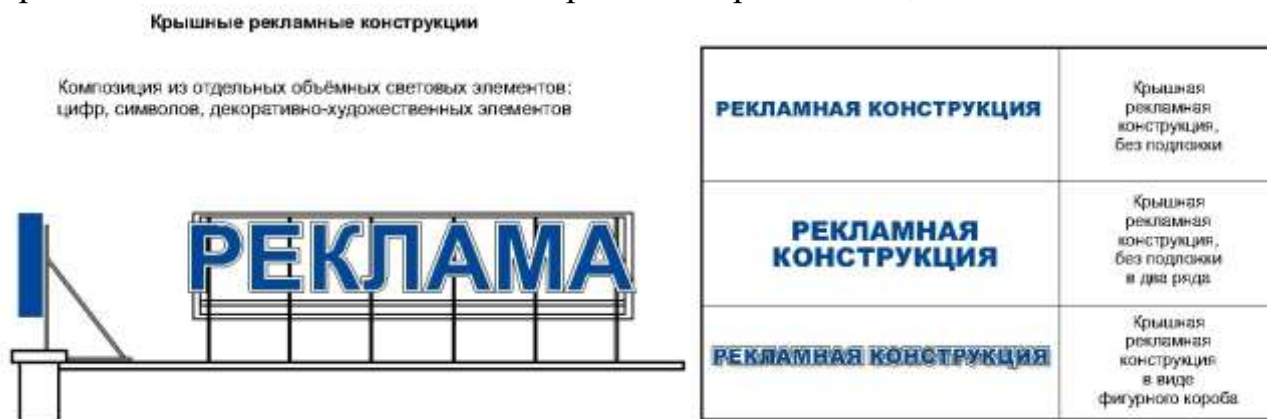 Крышные рекламные конструкции
Композиция из отдельных объёмных световых элементов:
цифр, символов, декоративно-художественных элементов
РЕКЛАМА
РЕКЛАМНАЯ КОНСТРУКЦИЯ
Крышная
рекламная
конструкция,
без подложки
РЕКЛАМНАЯ
КОНСТРУКЦИЯ
Крышная
рекламная
конструкция,
без подложки
в два ряда
РЕКЛАМНАЯ КОНСТРУКЦИЯ
Крышная
рекламная
конструкция
в виде
фигурного короба